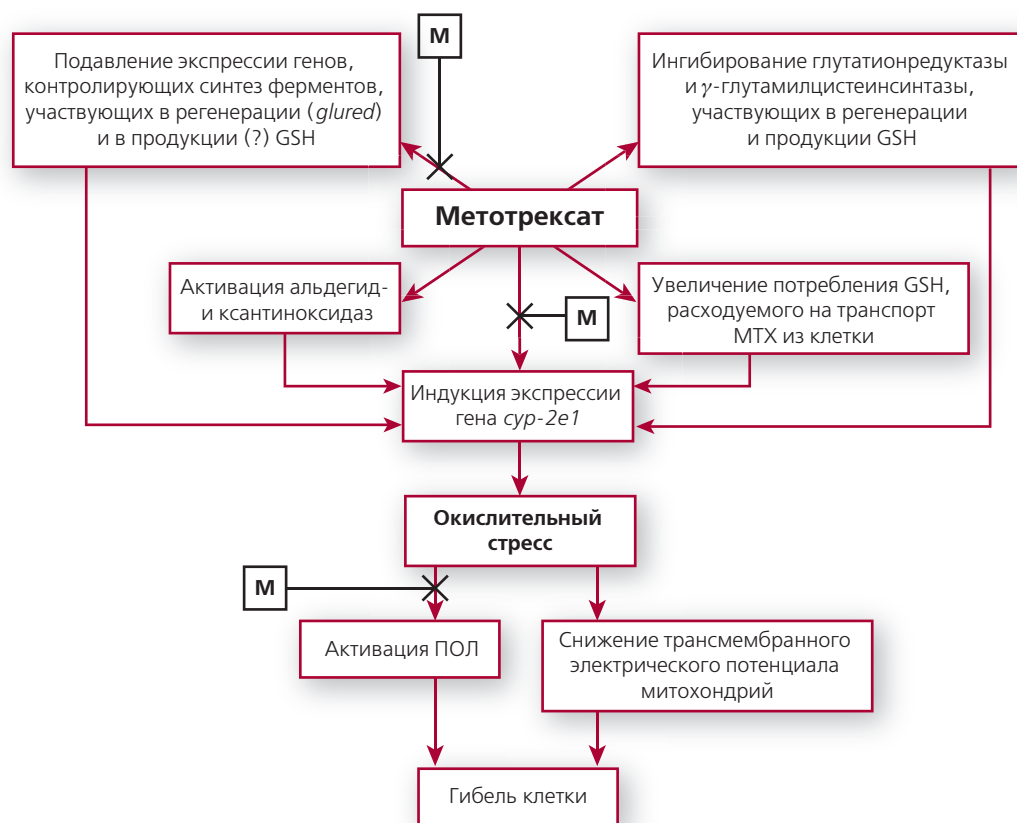 М
Подавление экспрессии генов,
контролирующих синтез ферментов,
участвующих в регенерации (glured)
и в продукции (?) GSH
Ингибирование глутатионредуктазы
и γ-глутамилцистеинсинтазы,
участвующих в регенерации
и продукции GSH
Метотрексат
Активация альдегид-
и ксантиноксидаз
М
Увеличение потребления GSH,
расходуемого на транспорт
МТХ из клетки
Индукция экспрессии
гена cyp-2e1
Окислительный
стресс
М
Активация ПОЛ
Снижение трансмембранного
электрического потенциала
митохондрий
Гибель клетки